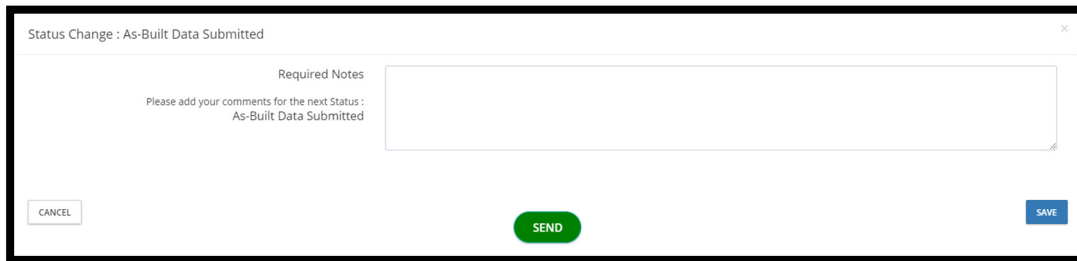 Status Change : As-Built Data Submitted
×
Required Notes
Please add your comments for the next Status :
As-Built Data Submitted
CANCEL
SEND
SAVE